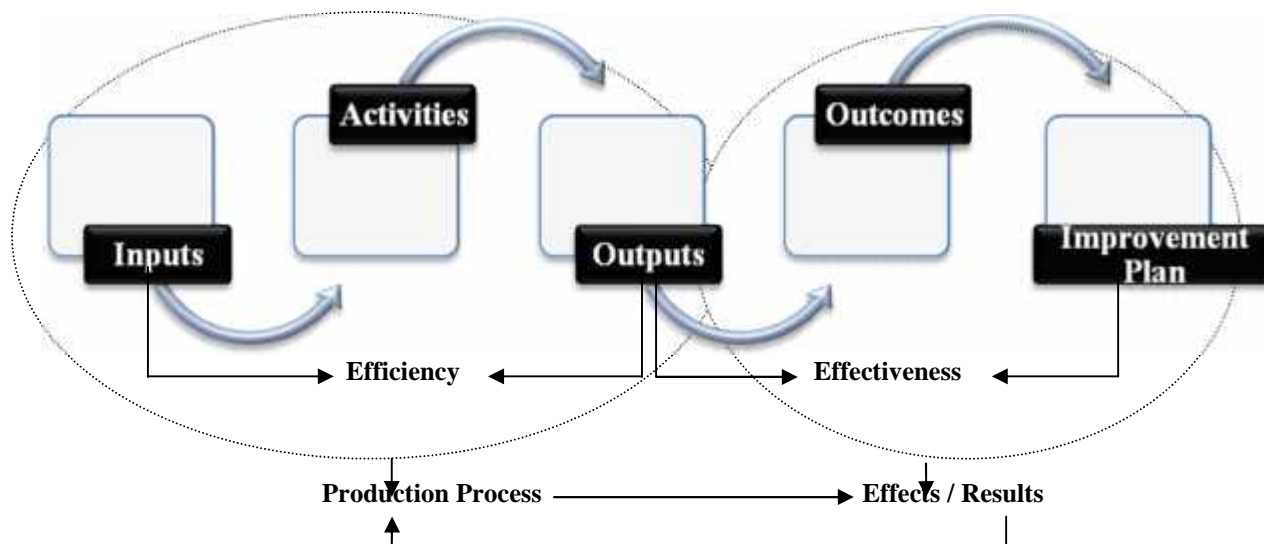 Activities
Outcomes
Inputs
Outputs
Improvement
Plan
Efficiency
Effectiveness
Production Process
Effects / Results